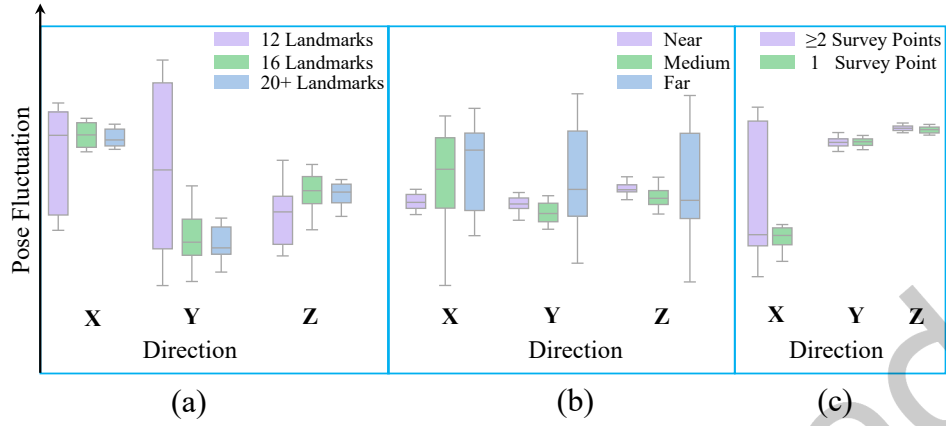 Pose Fluctuation
12 Landmarks
16 Landmarks
20+ Landmarks
X Y Z
Direction
(a)
Near
Medium
Far
X Y Z
Direction
(b)
≥2 Survey Points
1 Survey Point
X Y Z
Direction
(c)